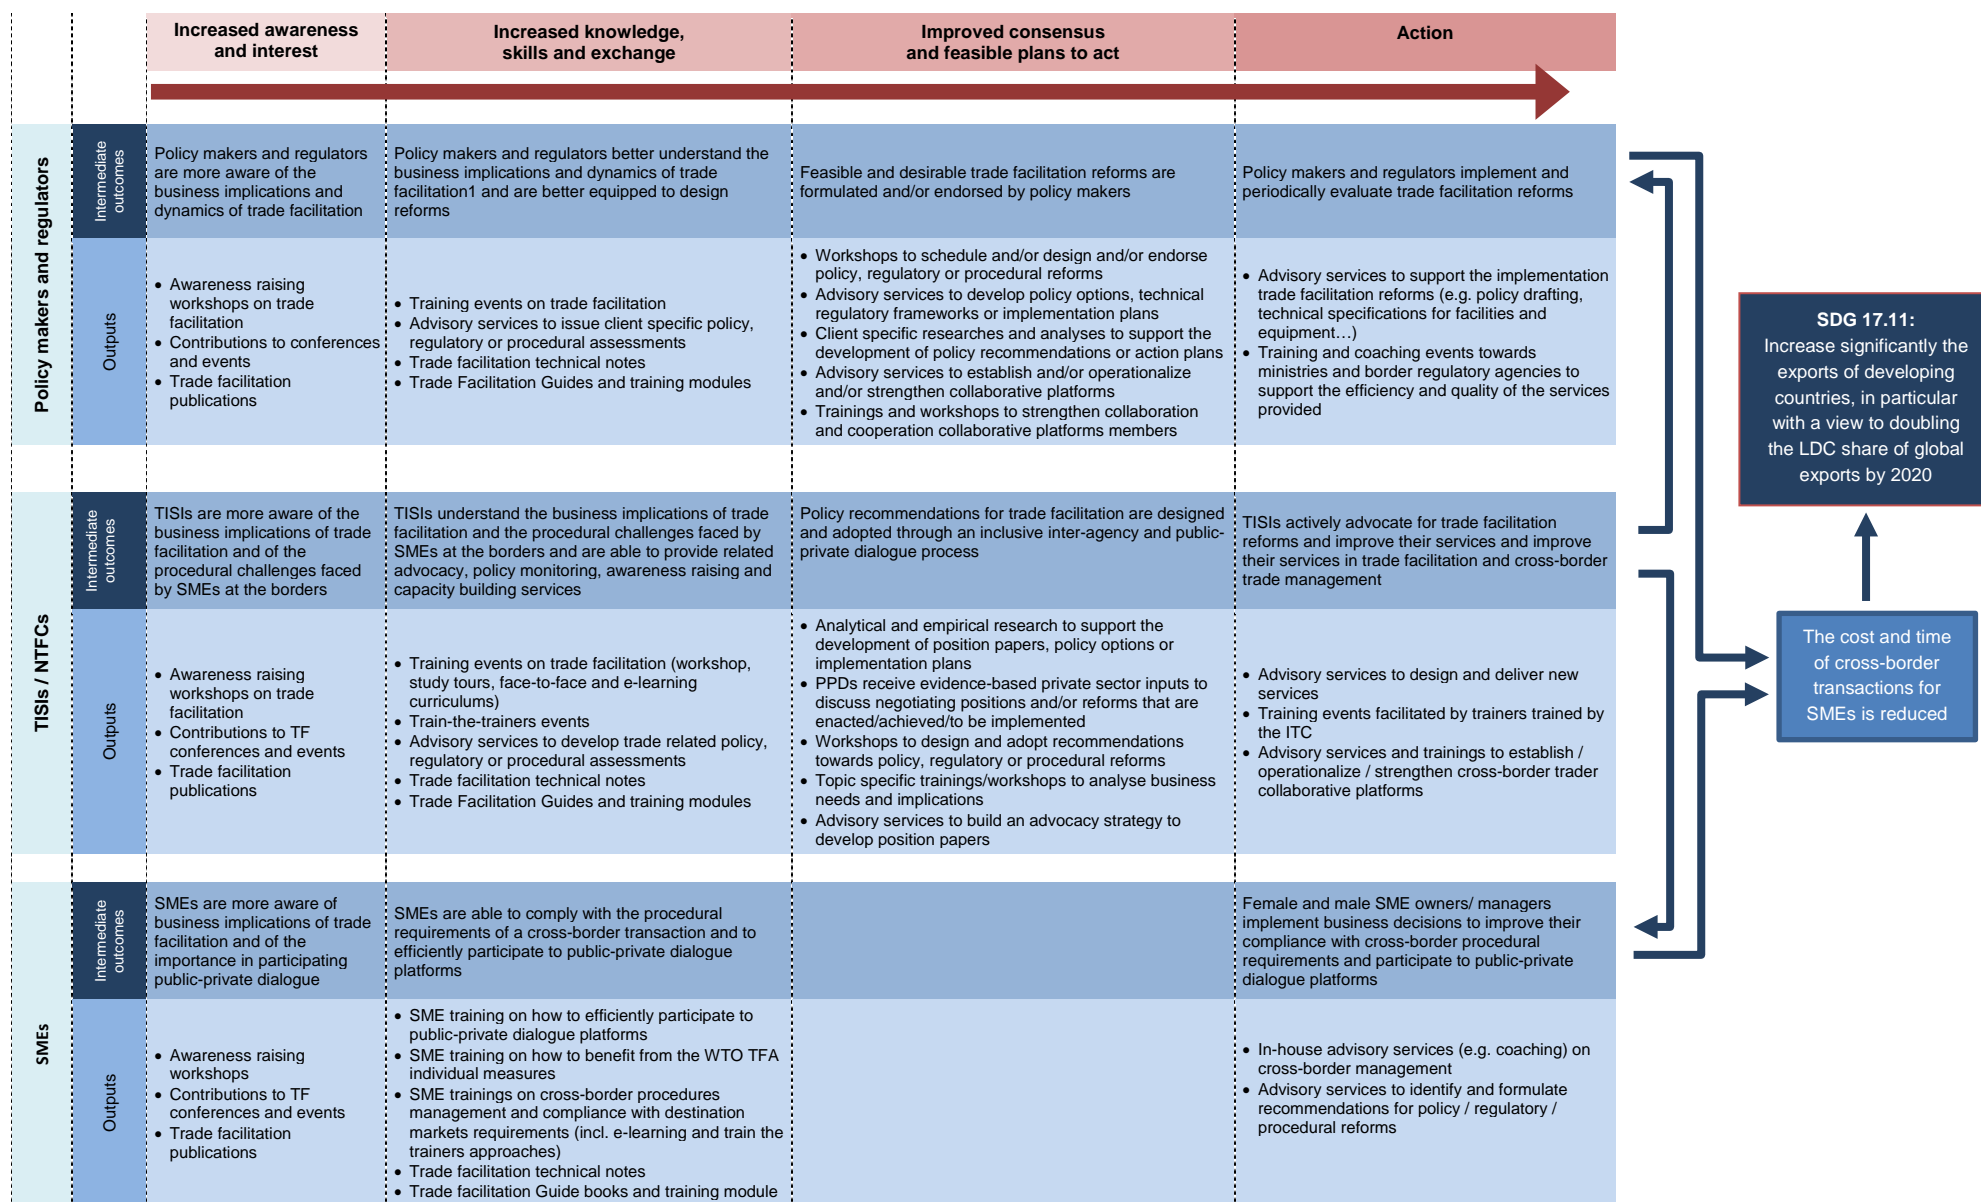 Increased awareness
and interest
Increased knowledge,
skills and exchange
Improved consensus
and feasible plans to act
Action
Policy makers and regulators
Intermediate
outcomes
Policy makers and regulators
are more aware of the
business implications and
dynamics of trade facilitation
Policy makers and regulators better understand the
business implications and dynamics of trade
facilitation1 and are better equipped to design
reforms
Feasible and desirable trade facilitation reforms are
formulated and/or endorsed by policy makers
Policy makers and regulators implement and
periodically evaluate trade facilitation reforms
Outputs
• Awareness raising
workshops on trade
facilitation
• Contributions to conferences
and events
• Trade facilitation
publications
• Training events on trade facilitation
• Advisory services to issue client specific policy,
regulatory or procedural assessments
• Trade facilitation technical notes
• Trade Facilitation Guides and training modules
• Workshops to schedule and/or design and/or endorse
policy, regulatory or procedural reforms
• Advisory services to develop policy options, technical
regulatory frameworks or implementation plans
• Client specific researches and analyses to support the
development of policy recommendations or action plans
• Advisory services to establish and/or operationalize
and/or strengthen collaborative platforms
• Trainings and workshops to strengthen collaboration
and cooperation collaborative platforms members
• Advisory services to support the implementation
trade facilitation reforms (e.g. policy drafting,
technical specifications for facilities and
equipment…)
• Training and coaching events towards
ministries and border regulatory agencies to
support the efficiency and quality of the services
provided
TISIs / NTFCs
Intermediate
outcomes
TISIs are more aware of the
business implications of trade
facilitation and of the
procedural challenges faced
by SMEs at the borders
TISIs understand the business implications of trade
facilitation and the procedural challenges faced by
SMEs at the borders and are able to provide related
advocacy, policy monitoring, awareness raising and
capacity building services
Policy recommendations for trade facilitation are designed
and adopted through an inclusive inter-agency and public-
private dialogue process
TISIs actively advocate for trade facilitation
reforms and improve their services and improve
their services in trade facilitation and cross-border
trade management
Outputs
• Awareness raising
workshops on trade
facilitation
• Contributions to TF
conferences and events
• Trade facilitation
publications
• Training events on trade facilitation (workshop,
study tours, face-to-face and e-learning
curriculums)
• Train-the-trainers events
• Advisory services to develop trade related policy,
regulatory or procedural assessments
• Trade facilitation technical notes
• Trade Facilitation Guides and training modules
• Analytical and empirical research to support the
development of position papers, policy options or
implementation plans
• PPDs receive evidence-based private sector inputs to
discuss negotiating positions and/or reforms that are
enacted/achieved/to be implemented
• Workshops to design and adopt recommendations
towards policy, regulatory or procedural reforms
• Topic specific trainings/workshops to analyse business
needs and implications
• Advisory services to build an advocacy strategy to
develop position papers
• Advisory services to design and deliver new
services
• Training events facilitated by trainers trained by
the ITC
• Advisory services and trainings to establish /
operationalize / strengthen cross-border trader
collaborative platforms
SMEs
Intermediate
outcomes
SMEs are more aware of
business implications of trade
facilitation and of the
importance in participating
public-private dialogue
SMEs are able to comply with the procedural
requirements of a cross-border transaction and to
efficiently participate to public-private dialogue
platforms
Female and male SME owners/ managers
implement business decisions to improve their
compliance with cross-border procedural
requirements and participate to public-private
dialogue platforms
Outputs
• Awareness raising
workshops
• Contributions to TF
conferences and events
• Trade facilitation
publications
• SME training on how to efficiently participate to
public-private dialogue platforms
• SME training on how to benefit from the WTO TFA
individual measures
• SME trainings on cross-border procedures
management and compliance with destination
markets requirements (incl. e-learning and train the
trainers approaches)
• Trade facilitation technical notes
• Trade facilitation Guide books and training module
• In-house advisory services (e.g. coaching) on
cross-border management
• Advisory services to identify and formulate
recommendations for policy / regulatory /
procedural reforms
SDG 17.11:
Increase significantly the
exports of developing
countries, in particular
with a view to doubling
the LDC share of global
exports by 2020
The cost and time
of cross-border
transactions for
SMEs is reduced